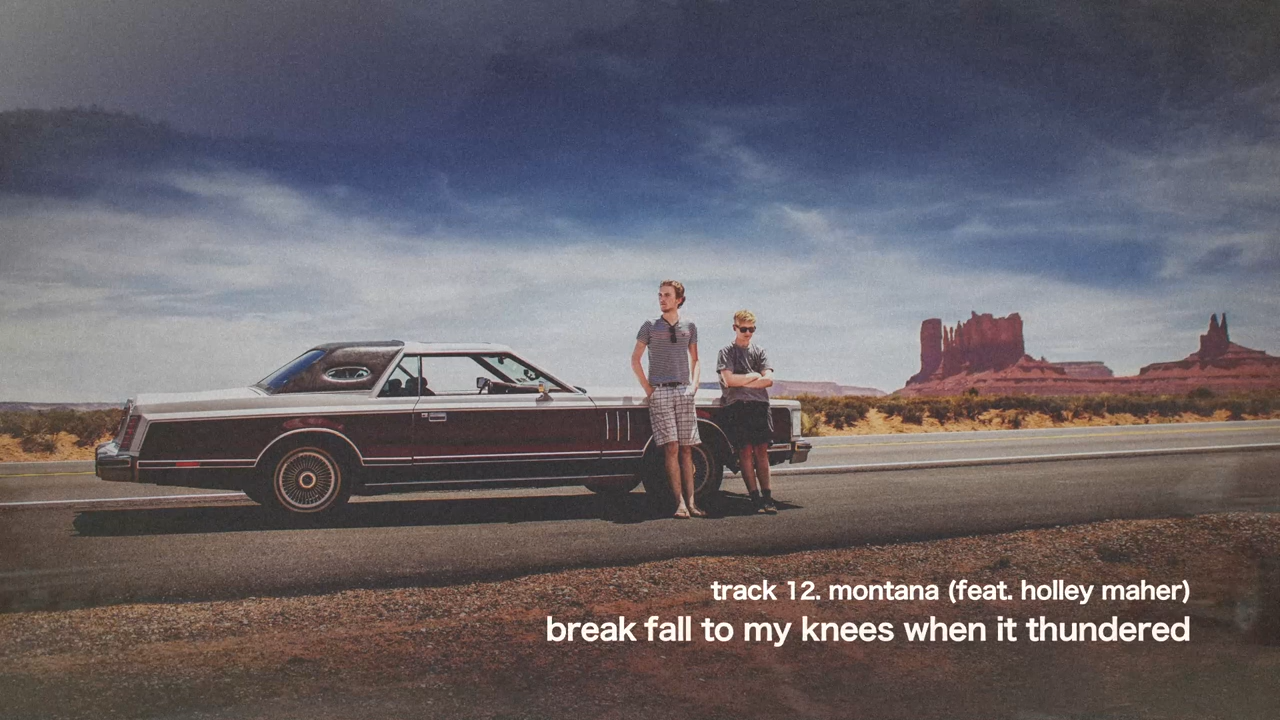 track 12. montana (feat. holley maher)
break fall to my knees when it thundered